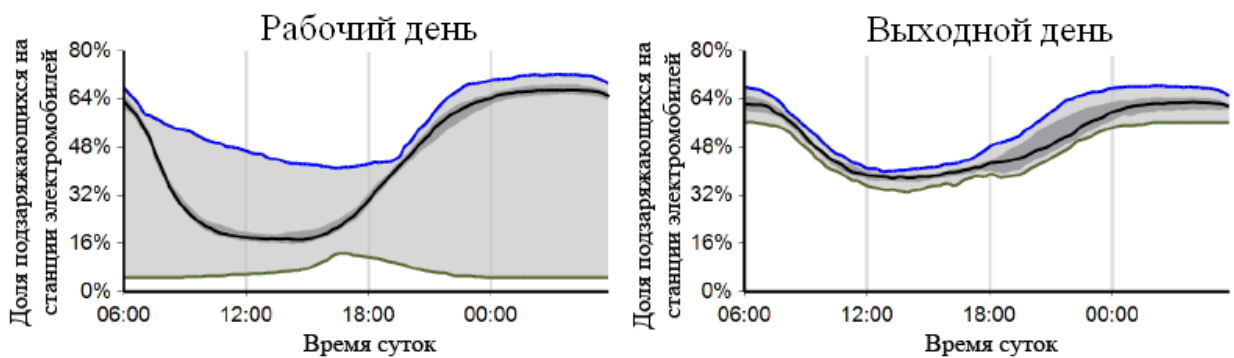 Рабочий день
Доля подзаряжающихся на
станции электромобилей
80%
64%
48%
32%
16%
0%
06:00 12:00 18:00 00:00
Время суток
Выходной день
Доля подзаряжающихся на
станции электромобилей
80%
64%
48%
32%
16%
0%
06:00 12:00 18:00 00:00
Время суток